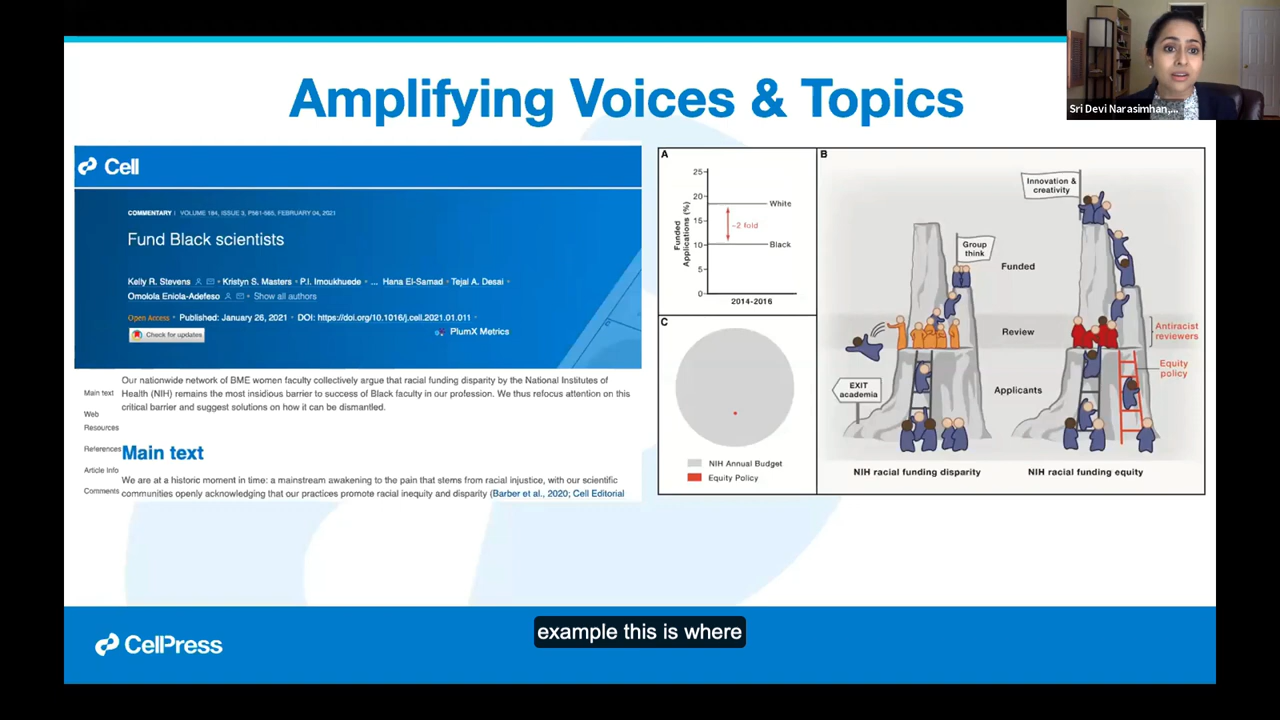 Amplifying Voices & Topics
Sri Devi Narasimhan,...
Cell
COMMENTARY | VOLUME 184, ISSUE 3, P561-565, FEBRUARY 04, 2021
Fund Black scientists
Kelly R. Stevens • Kristyn S. Masters • P.I. Imoukhuede • ... Hana El-Samad • Tejal A. Desai •
Omolola Eniola-Adefeso • Show all authors
Open Access • Published: January 26, 2021 • DOI: https://doi.org/10.1016/j.cell.2021.01.011 •
Check for updates
PlumX Metrics
Our nationwide network of BME women faculty collectively argue that racial funding disparity by the National Institutes of
Health (NIH) remains the most insidious barrier to success of Black faculty in our profession. We thus refocus attention on this
critical barrier and suggest solutions on how it can be dismantled.
Main text
Web
Resources
References
Article Info
Comments
Main text
We are at a historic moment in time: a mainstream awakening to the pain that stems from racial injustice, with our scientific
communities openly acknowledging that our practices promote racial inequity and disparity (Barber et al., 2020; Cell Editorial
A
Funded
Applications (%)
25
20
15
10
5
0
White
~2 fold
Black
2014-2016
C
NIH Annual Budget
Equity Policy
B
Innovation &
creativity
Group
think
Funded
Review
Antiracist
reviewers
Equity
policy
Applicants
EXIT
academia
NIH racial funding disparity
NIH racial funding equity
example this is where
CellPress